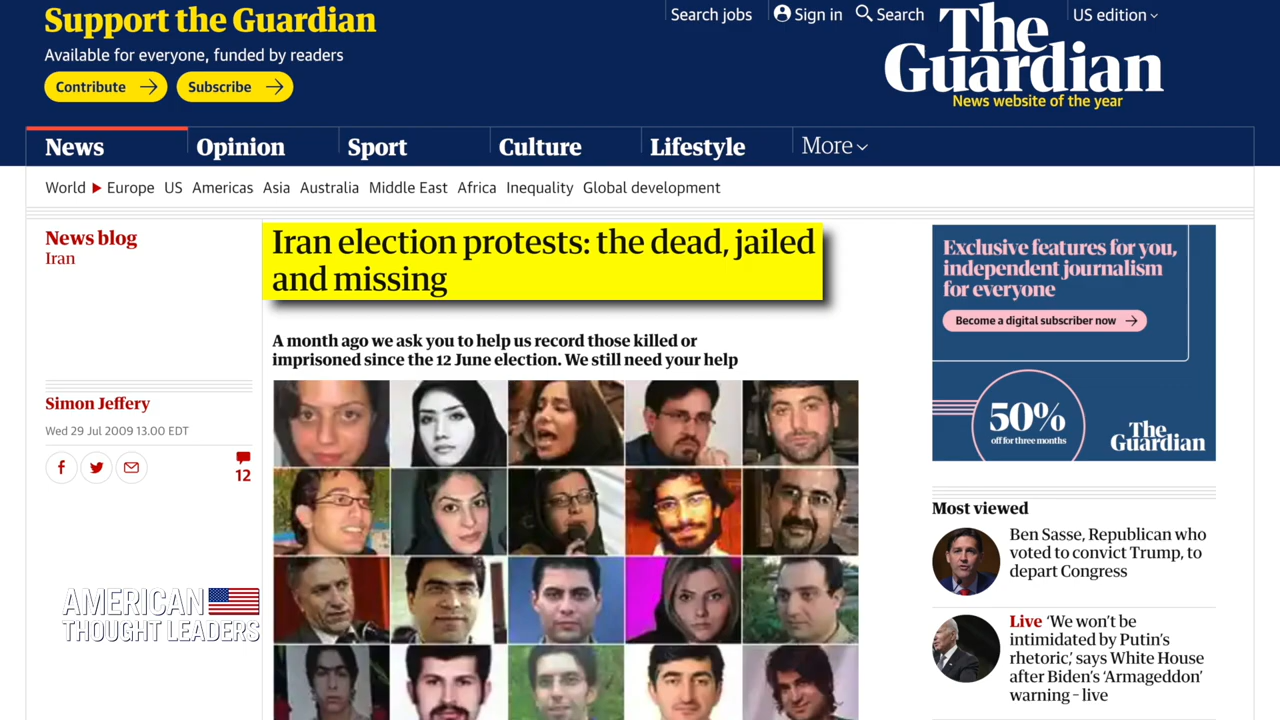 Support the Guardian
Available for everyone, funded by readers
Contribute
Subscribe
Search jobs
Sign in
Search
US edition
The
Guardian
News website of the year
News
Opinion
Sport
Culture
Lifestyle
More
World
Europe
US
Americas
Asia
Australia
Middle East
Africa
Inequality
Global development
News blog
Iran
Iran election protests: the dead, jailed
and missing
A month ago we ask you to help us record those killed or
imprisoned since the 12 June election. We still need your help
Simon Jeffery
Wed 29 Jul 2009 13.00 EDT
12
AMERICAN
THOUGHT LEADERS
Exclusive features for you,
independent journalism
for everyone
Become a digital subscriber now
50%
off for three months
The
Guardian
Most viewed
Ben Sasse, Republican who
voted to convict Trump, to
depart Congress
Live ‘We won’t be
intimidated by Putin’s
rhetoric,’ says White House
after Biden’s ‘Armageddon’
warning – live